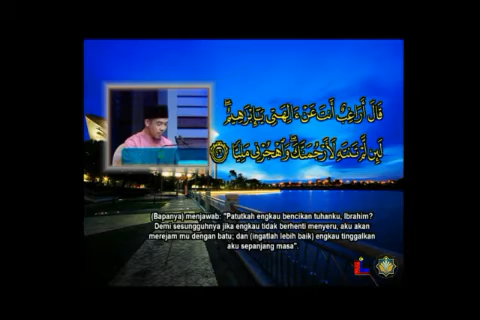 قَالَ أَرَاغِبٌ أَنتَ عَنْ ءَالِهَتِى يَٰٓإِبْرَٰهِيمُ ۖ
لَئِن لَّمْ تَنتَهِ لَأَرْجُمَنَّكَ ۖ وَٱهْجُرْنِى مَلِيًّا ٤٦
(Bapanya) menjawab: "Patutkah engkau bencikan tuhanku, Ibrahim?
Demi sesungguhnya jika engkau tidak berhenti menyeru, aku akan
merejam mu dengan batu; dan (ingatlah lebih baik) engkau tinggalkan
aku sepanjang masa".